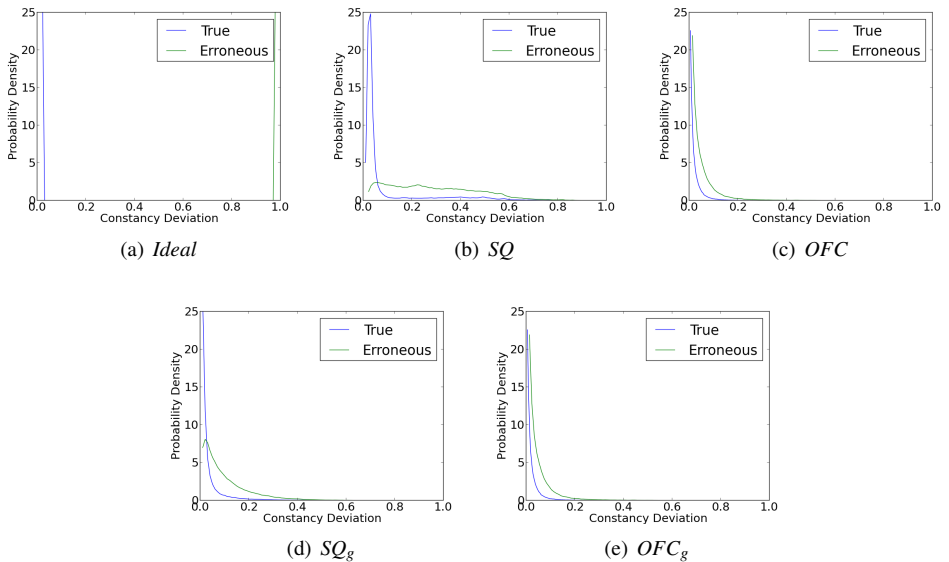 25
20
15
10
5
0
0.0 0.2 0.4 0.6 0.8 1.0
Probability Density
Constancy Deviation
True
Erroneous
(a) Ideal
25
20
15
10
5
0
0.0 0.2 0.4 0.6 0.8 1.0
Probability Density
Constancy Deviation
True
Erroneous
(b) SQ
25
20
15
10
5
0
0.0 0.2 0.4 0.6 0.8 1.0
Probability Density
Constancy Deviation
True
Erroneous
(c) OFC
25
20
15
10
5
0
0.0 0.2 0.4 0.6 0.8 1.0
Probability Density
Constancy Deviation
True
Erroneous
(d) SQg
25
20
15
10
5
0
0.0 0.2 0.4 0.6 0.8 1.0
Probability Density
Constancy Deviation
True
Erroneous
(e) OFCg